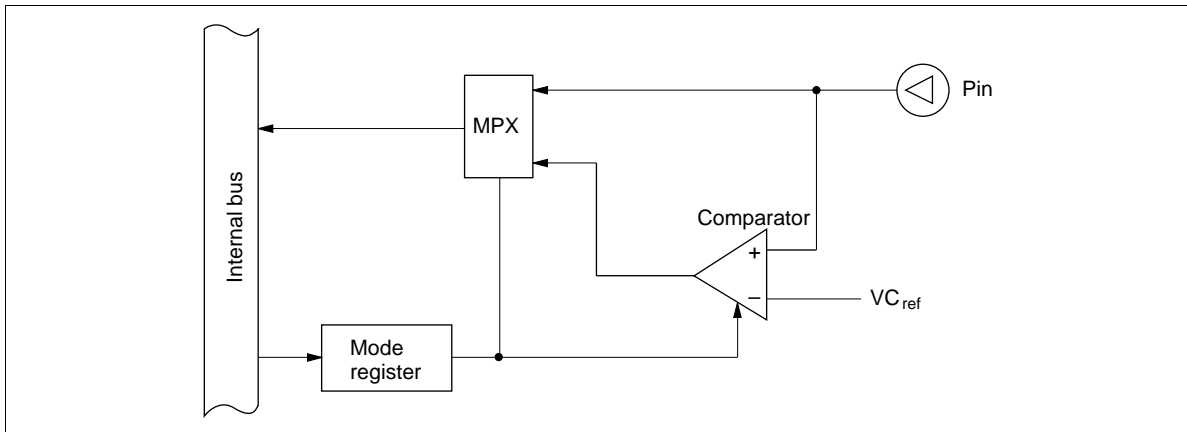 Pin
MPX
Internal bus
Comparator
+
−
VCref
Mode
register